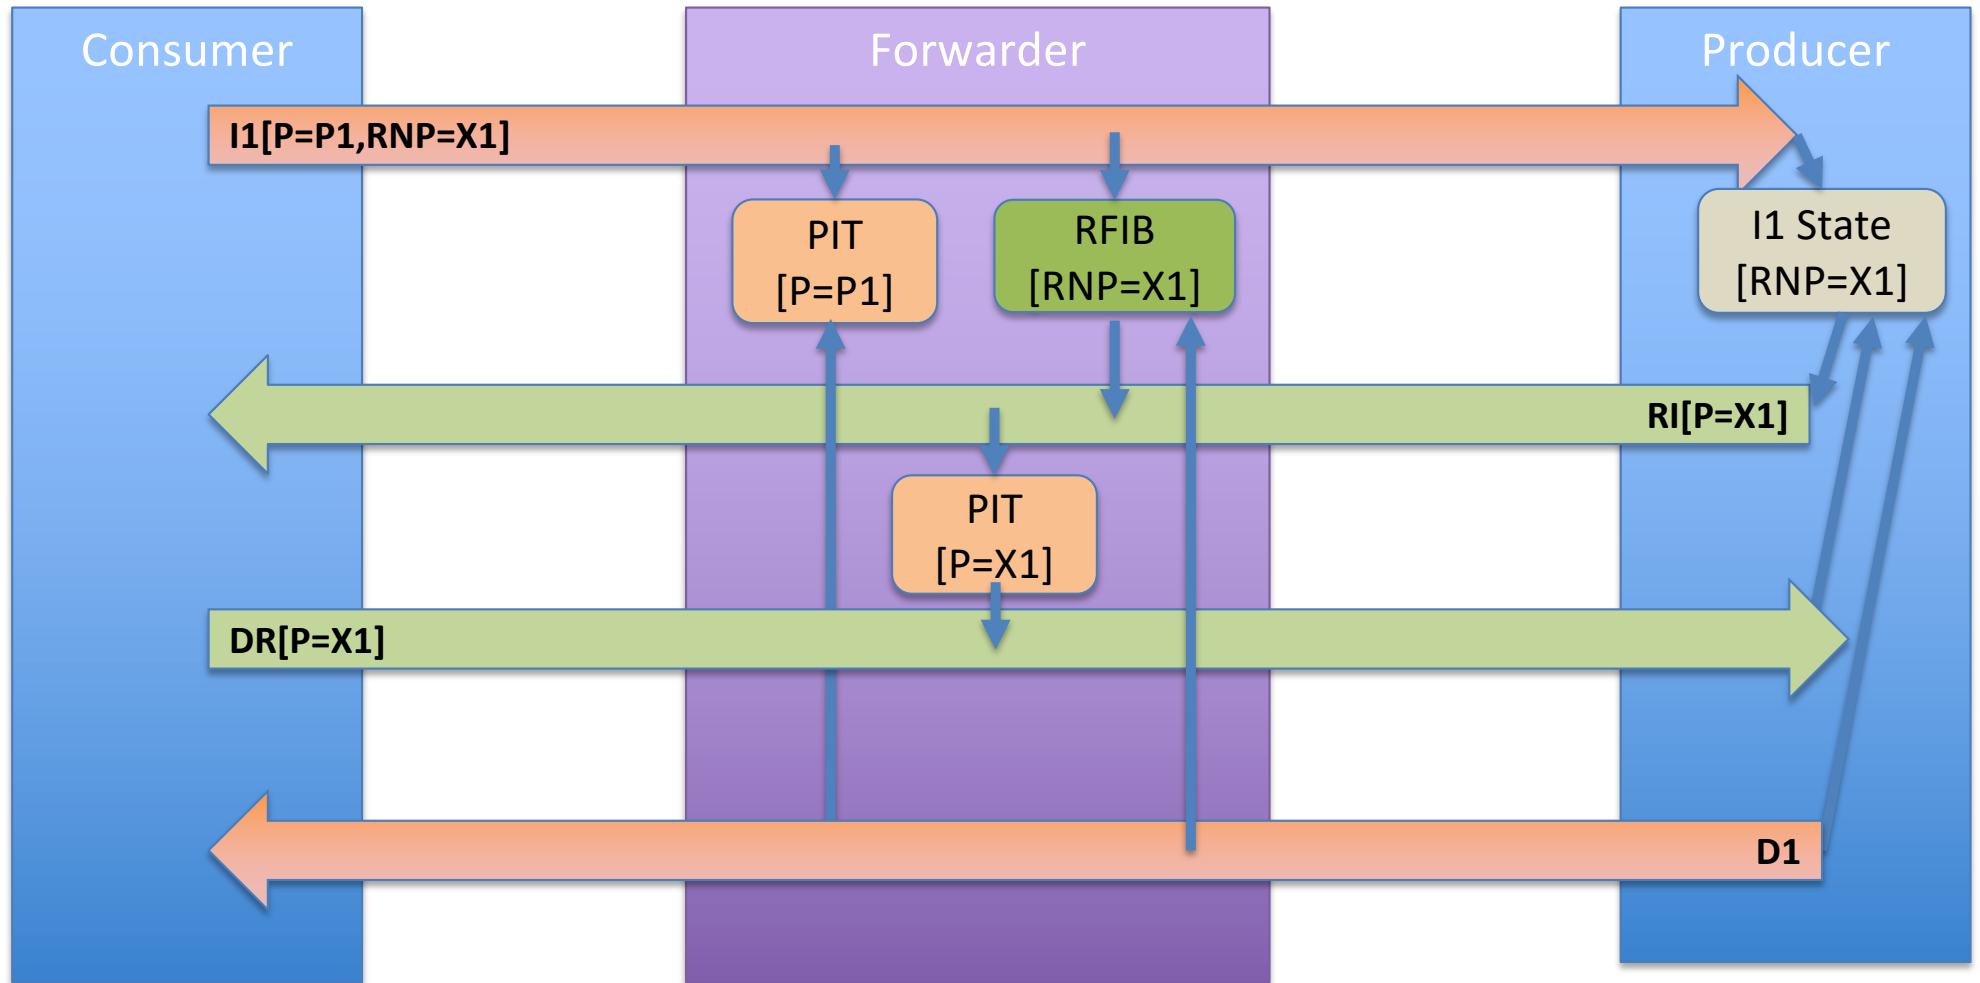 Consumer
Forwarder
Producer
I1[P=P1,RNP=X1]
PIT
[P=P1]
RFIB
[RNP=X1]
I1 State
[RNP=X1]
RI[P=X1]
PIT
[P=X1]
DR[P=X1]
D1